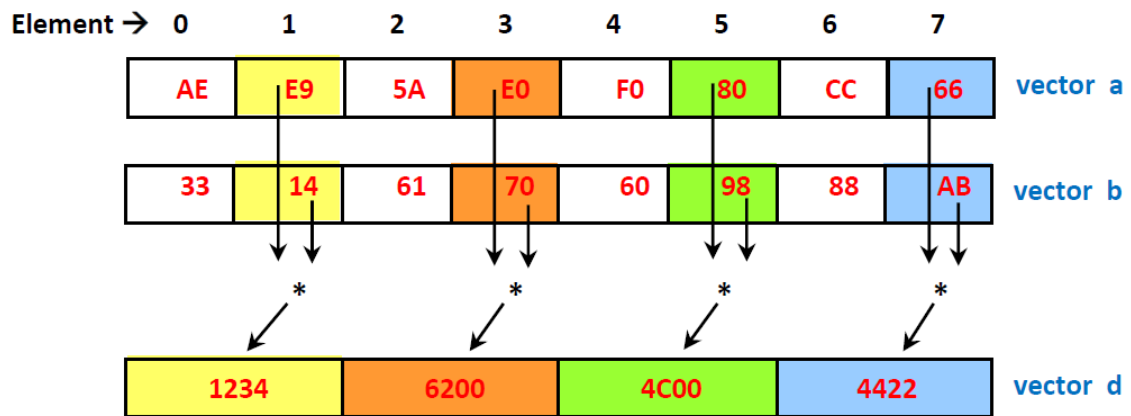 Element → 0 1 2 3 4 5 6 7
AE E9 5A E0 F0 80 CC 66 vector a
33 14 61 70 60 98 88 AB vector b
* * * *
1234 6200 4C00 4422 vector d